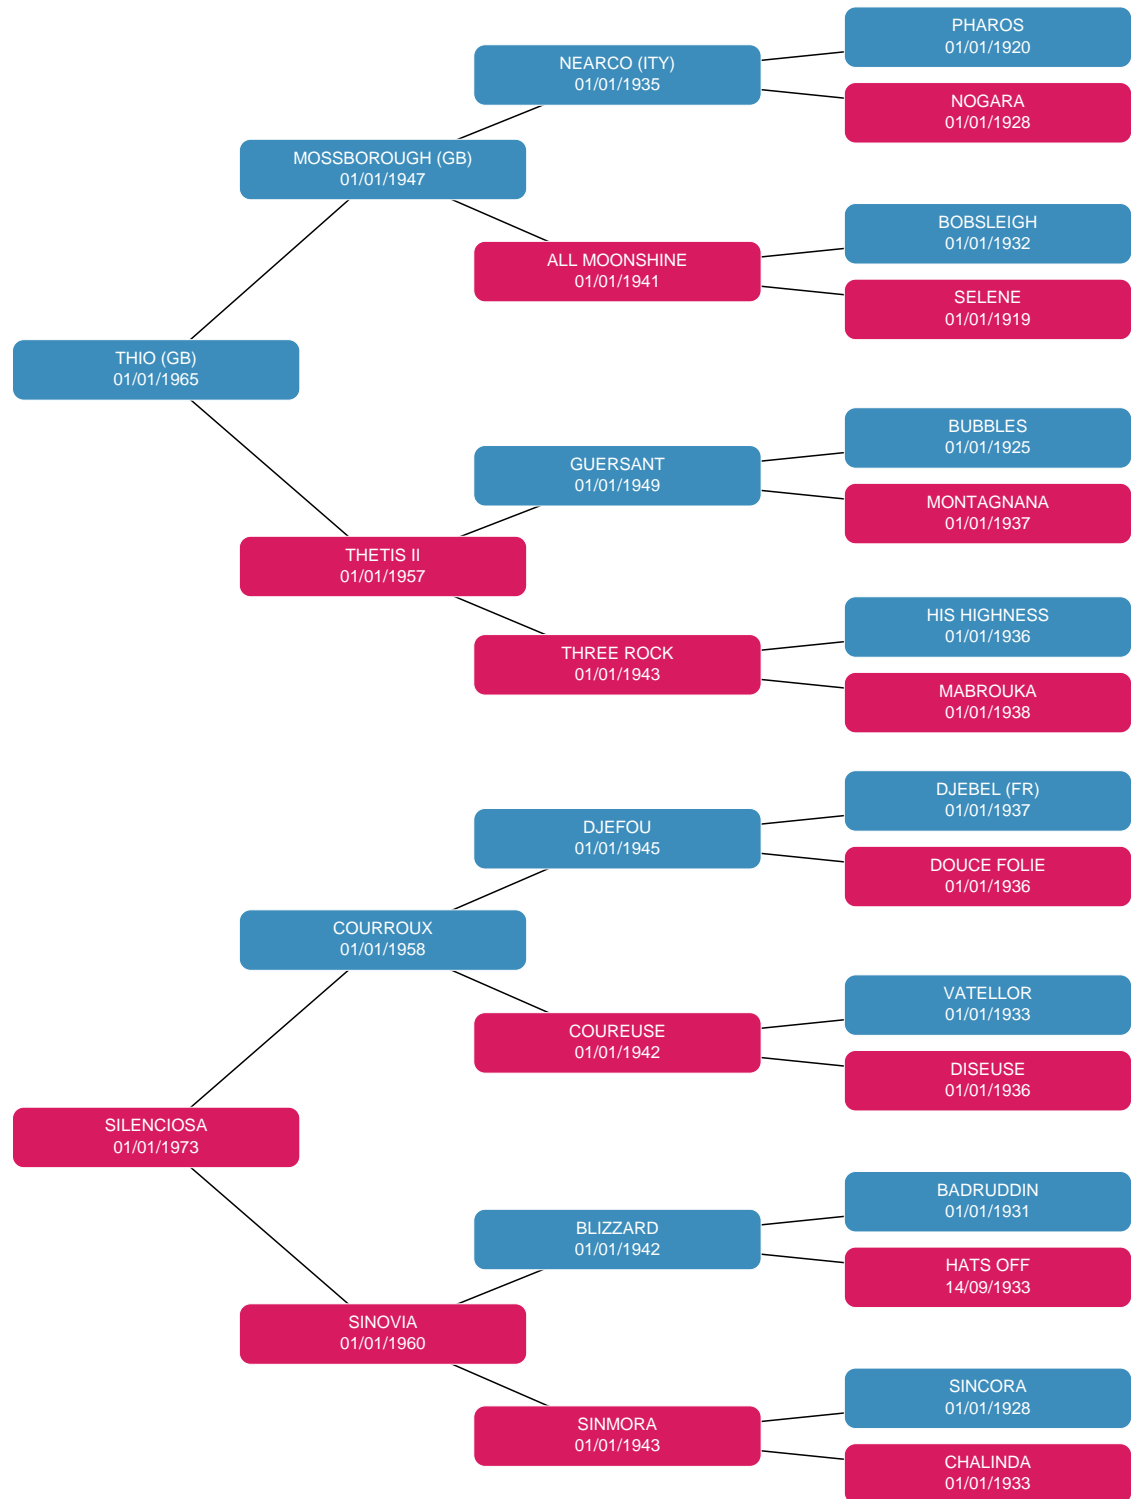 PHAROS
01/01/1920
NEARCO (ITY)
01/01/1935
NOGARA
01/01/1928
MOSSBOROUGH (GB)
01/01/1947
BOBSLEIGH
01/01/1932
ALL MOONSHINE
01/01/1941
SELENE
01/01/1919
THIO (GB)
01/01/1965
BUBBLES
01/01/1925
GUERSANT
01/01/1949
MONTAGNANA
01/01/1937
THETIS II
01/01/1957
HIS HIGHNESS
01/01/1936
THREE ROCK
01/01/1943
MABROUKA
01/01/1938
DJEBEL (FR)
01/01/1937
DJEFOU
01/01/1945
DOUCE FOLIE
01/01/1936
COURROUX
01/01/1958
VATELLOR
01/01/1933
COUREUSE
01/01/1942
DISEUSE
01/01/1936
SILENCIOSA
01/01/1973
BADRUDDIN
01/01/1931
BLIZZARD
01/01/1942
HATS OFF
14/09/1933
SINOVIA
01/01/1960
SINCORA
01/01/1928
SINMORA
01/01/1943
CHALINDA
01/01/1933